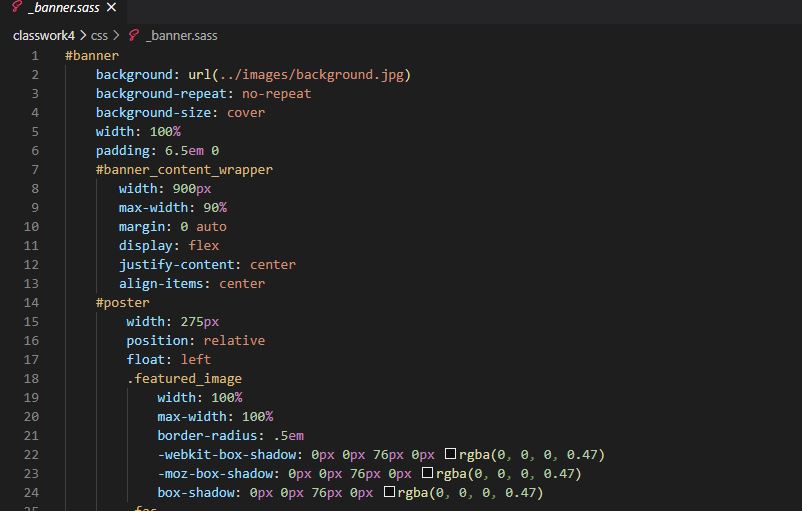 _banner.sass ×
classwork4 > css > _banner.sass
1 #banner
2 background: url(../images/background.jpg)
3 background-repeat: no-repeat
4 background-size: cover
5 width: 100%
6 padding: 6.5em 0
7 #banner_content_wrapper
8 width: 900px
9 max-width: 90%
10 margin: 0 auto
11 display: flex
12 justify-content: center
13 align-items: center
14 #poster
15 width: 275px
16 position: relative
17 float: left
18 .featured_image
19 width: 100%
20 max-width: 100%
21 border-radius: .5em
22 -webkit-box-shadow: 0px 0px 76px 0px rgba(0, 0, 0, 0.47)
23 -moz-box-shadow: 0px 0px 76px 0px rgba(0, 0, 0, 0.47)
24 box-shadow: 0px 0px 76px 0px rgba(0, 0, 0, 0.47)